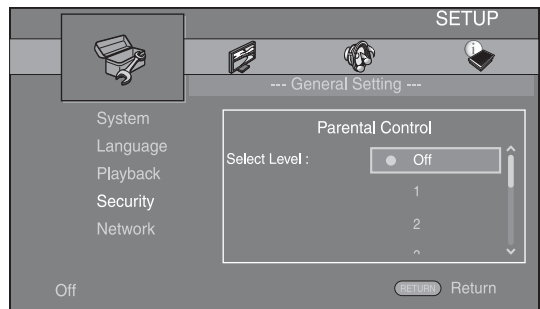 SETUP
--- General Setting ---
System
Language
Playback
Security
Network
Parental Control
Select Level :
Off
1
2
Off
RETURN Return